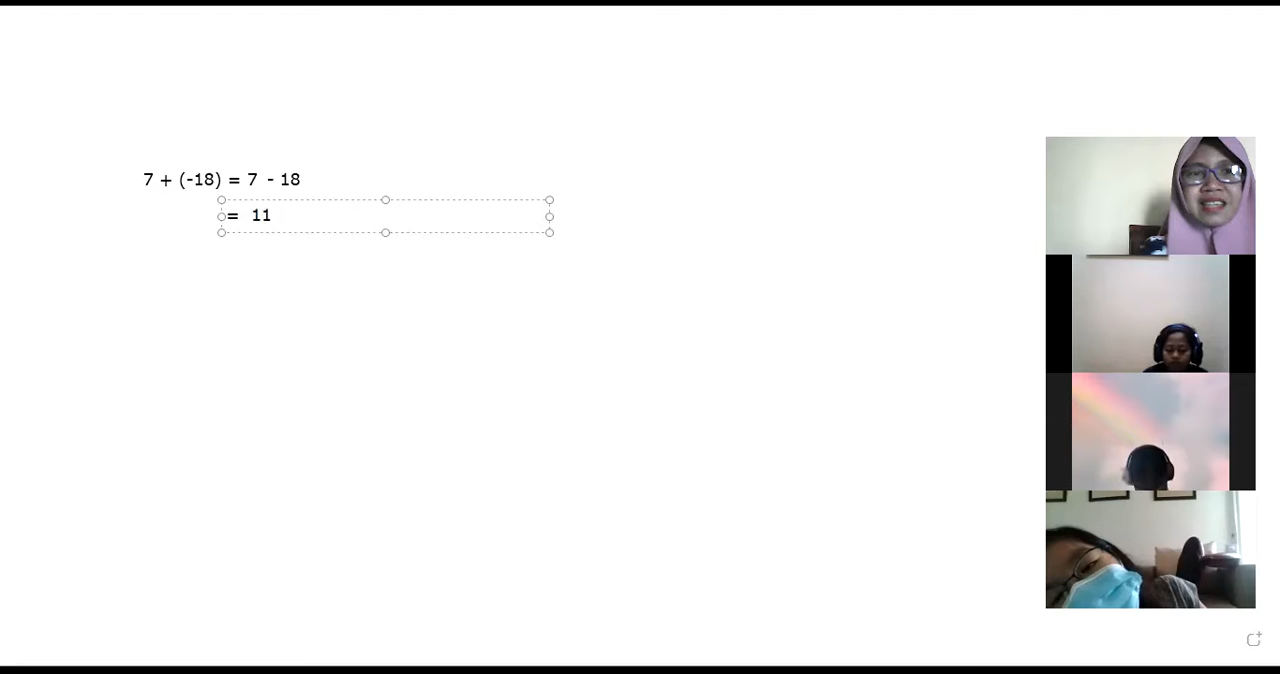 7 + (-18) = 7 - 18
= 11